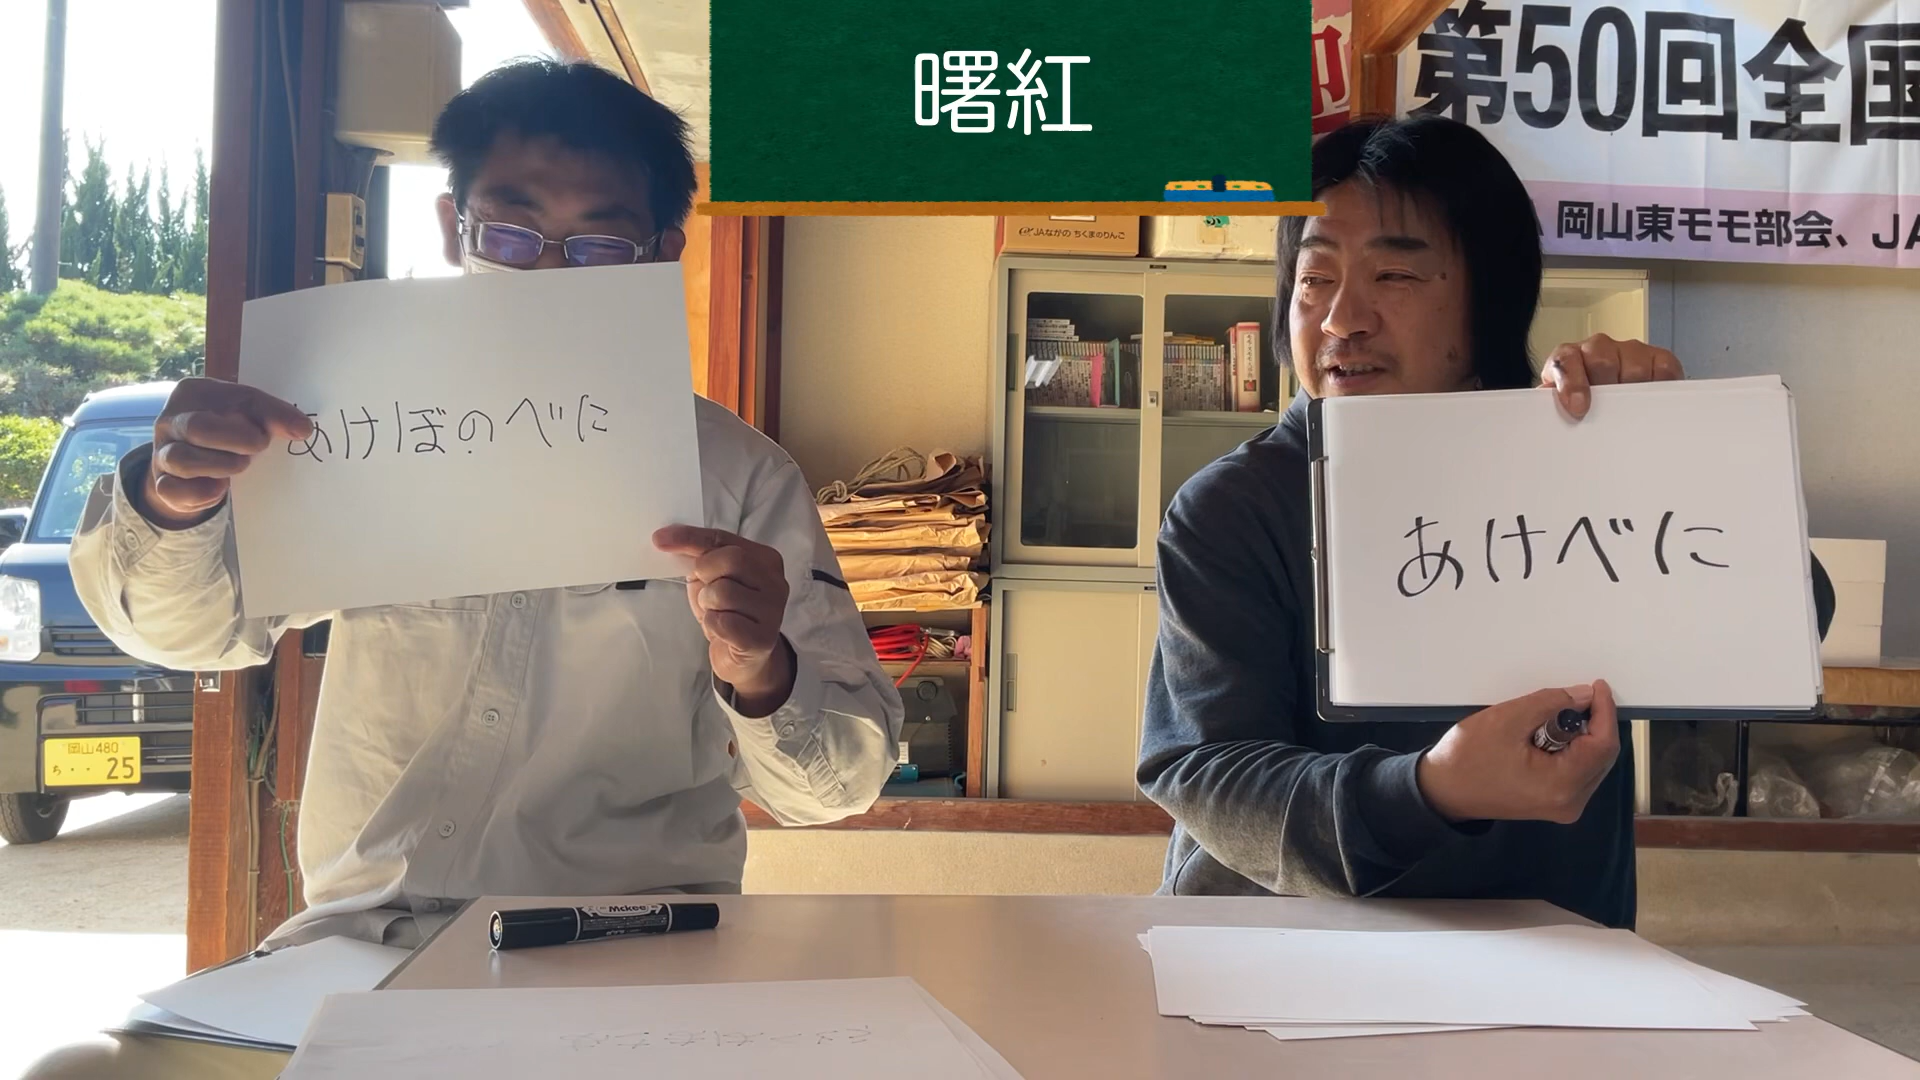 曙紅
第50回全国
岡山東モモ部会、JA
JAながの ちくまのりんご
あけぼのべに
あけべに
岡山480
ち・・25
Mckee